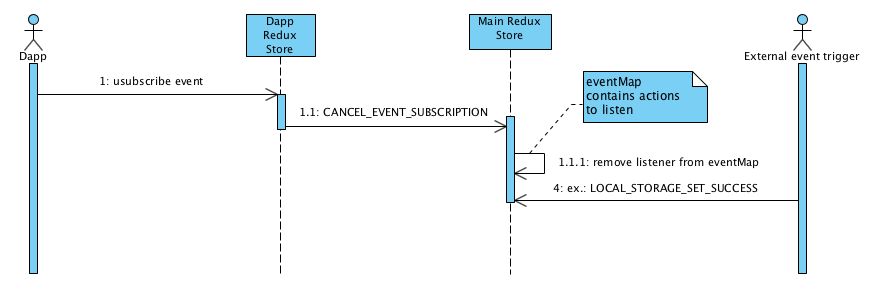 Dapp
Redux
Store
Main Redux
Store
Dapp
External event trigger
1: usubscribe event
eventMap
contains actions
to listen
1.1: CANCEL_EVENT_SUBSCRIPTION
1.1.1: remove listener from eventMap
4: ex.: LOCAL_STORAGE_SET_SUCCESS